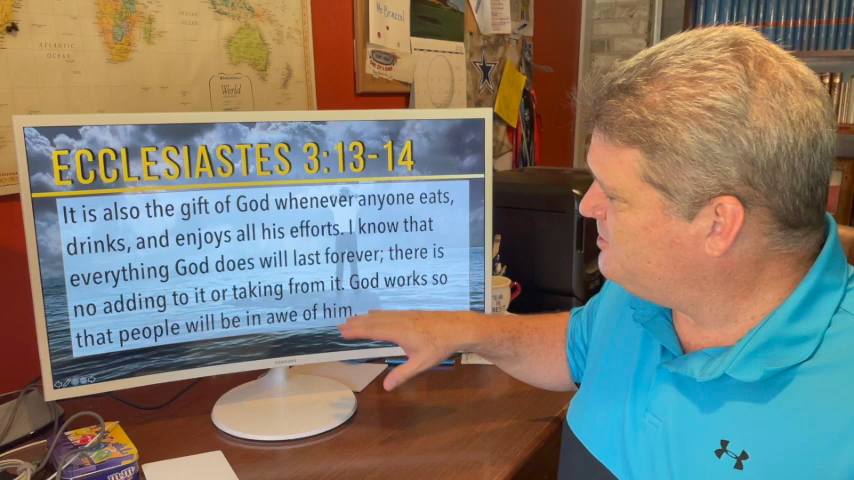 ATLANTIC
OCEAN
INDIAN
OCEAN
World
ECCLESIASTES 3:13-14
It is also the gift of God whenever anyone eats,
drinks, and enjoys all his efforts. I know that
everything God does will last forever; there is
no adding to it or taking from it. God works so
that people will be in awe of him.